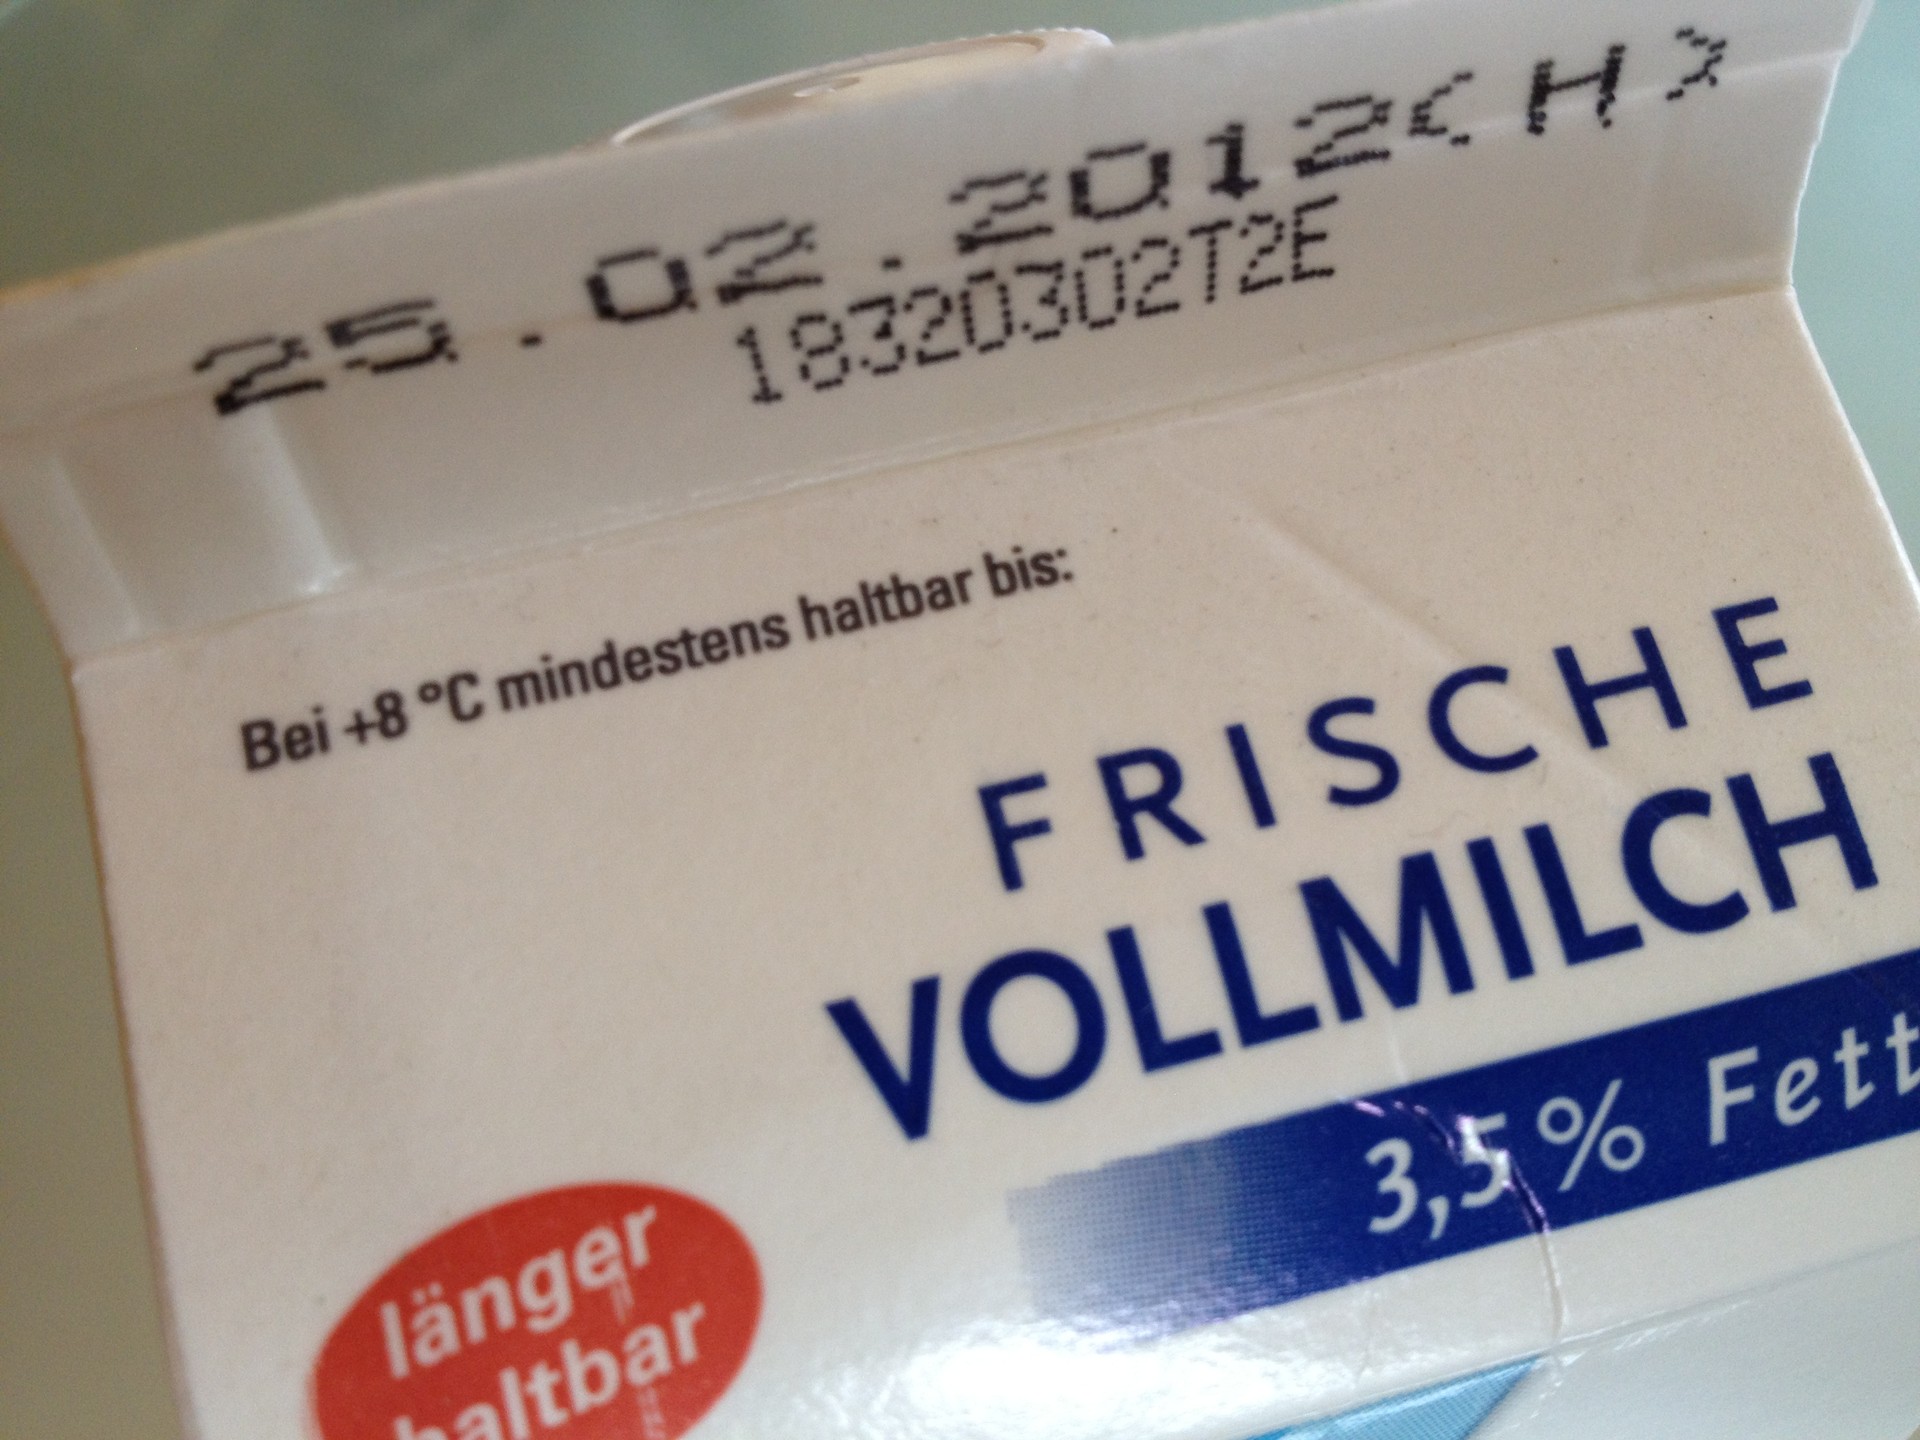 25.02.2012<H>
18320302T2E
Bei +8 °C mindestens haltbar bis:
FRISCHE
VOLLMILCH
3,5% Fett
länger
haltbar